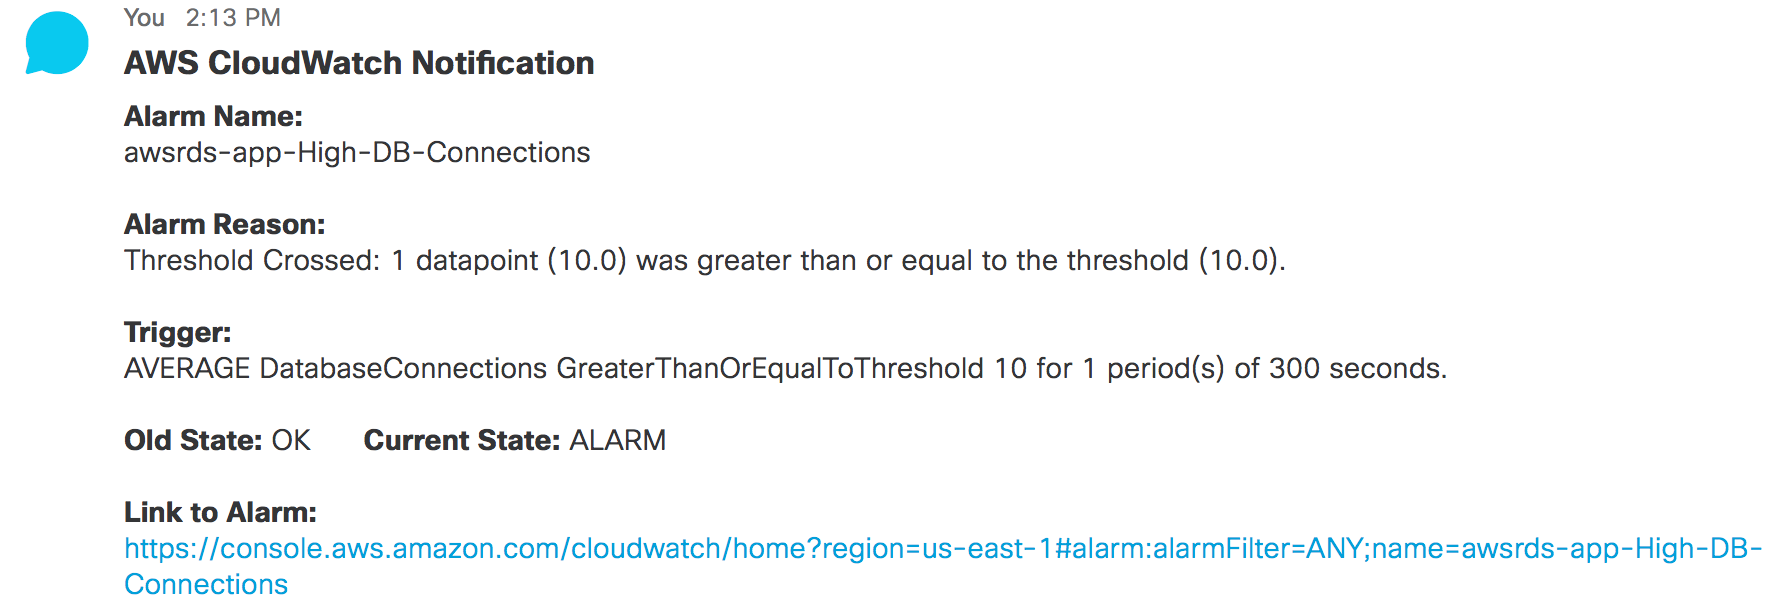 You 2:13 PM
AWS CloudWatch Notification
Alarm Name:
awsrds-app-High-DB-Connections
Alarm Reason:
Threshold Crossed: 1 datapoint (10.0) was greater than or equal to the threshold (10.0).
Trigger:
AVERAGE DatabaseConnections GreaterThanOrEqualToThreshold 10 for 1 period(s) of 300 seconds.
Old State: OK Current State: ALARM
Link to Alarm:
https://console.aws.amazon.com/cloudwatch/home?region=us-east-1#alarm:alarmFilter=ANY;name=awsrds-app-High-DB-
Connections